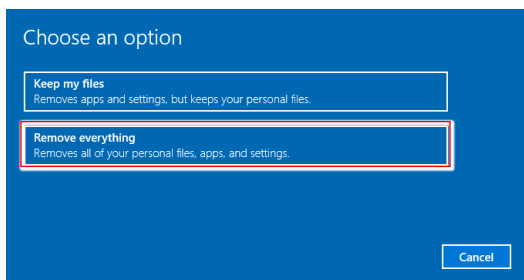 Choose an option
Keep my files
Removes apps and settings, but keeps your personal files.
Remove everything
Removes all of your personal files, apps, and settings.
Cancel